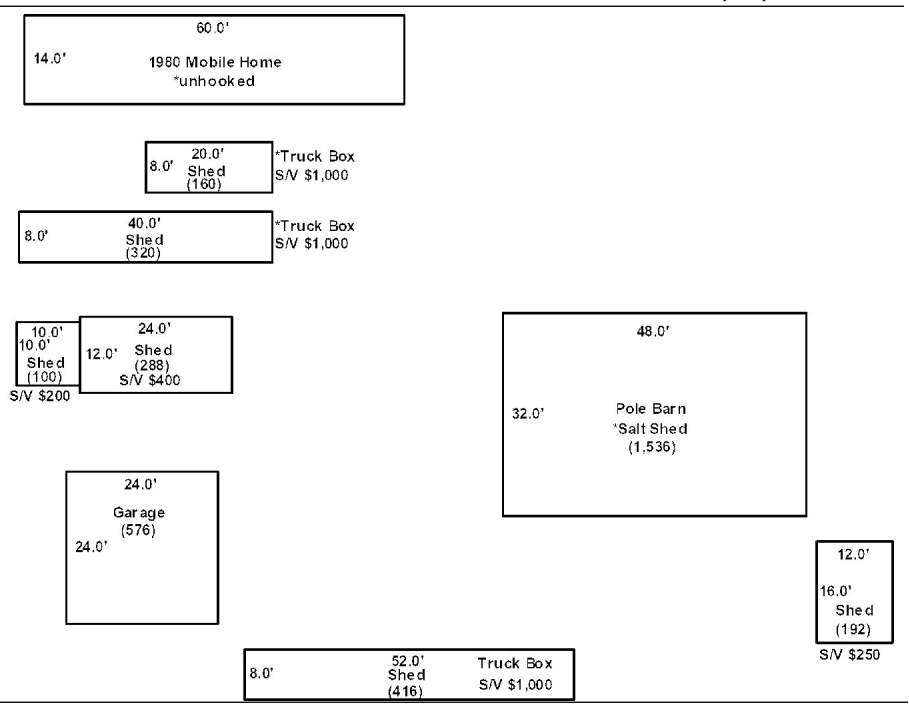 60.0'
14.0'
1980 Mobile Home
*unhooked
20.0'
8.0'
Shed
(160)
*Truck Box
S/V $1,000
40.0'
8.0'
Shed
(320)
*Truck Box
S/V $1,000
10.0'
10.0'
Shed
(100)
S/V $200
24.0'
12.0'
Shed
(288)
S/V $400
48.0'
32.0'
Pole Barn
*Salt Shed
(1,536)
24.0'
Garage
(576)
24.0'
12.0'
16.0'
Shed
(192)
S/V $250
52.0'
8.0'
Shed
(416)
Truck Box
S/V $1,000